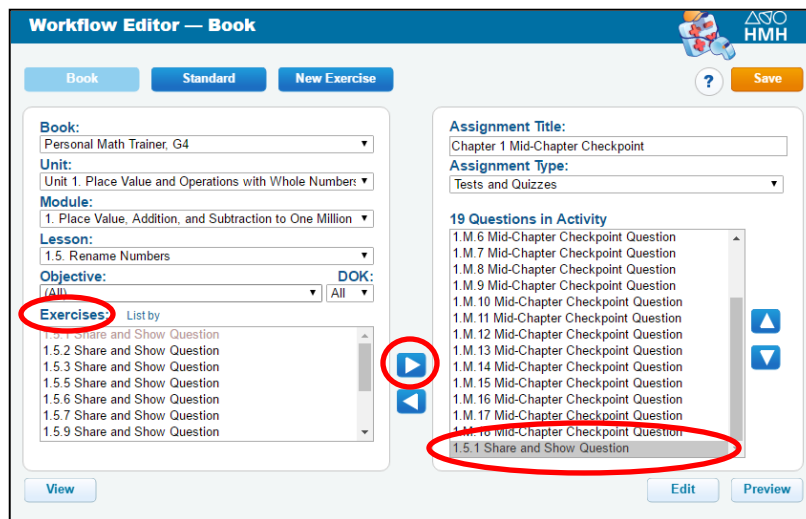 Workflow Editor — Book
HMH
Book
Standard
New Exercise
?
Save
Book:
Personal Math Trainer, G4
Unit:
Unit 1. Place Value and Operations with Whole Numbers
Module:
1. Place Value, Addition, and Subtraction to One Million
Lesson:
1.5. Rename Numbers
Objective: DOK:
(All) All
Exercises: List by
1.5.1 Share and Show Question
1.5.2 Share and Show Question
1.5.3 Share and Show Question
1.5.5 Share and Show Question
1.5.6 Share and Show Question
1.5.7 Share and Show Question
1.5.9 Share and Show Question
View
Assignment Title:
Chapter 1 Mid-Chapter Checkpoint
Assignment Type:
Tests and Quizzes
19 Questions in Activity
1.M.6 Mid-Chapter Checkpoint Question
1.M.7 Mid-Chapter Checkpoint Question
1.M.8 Mid-Chapter Checkpoint Question
1.M.9 Mid-Chapter Checkpoint Question
1.M.10 Mid-Chapter Checkpoint Question
1.M.11 Mid-Chapter Checkpoint Question
1.M.12 Mid-Chapter Checkpoint Question
1.M.13 Mid-Chapter Checkpoint Question
1.M.14 Mid-Chapter Checkpoint Question
1.M.15 Mid-Chapter Checkpoint Question
1.M.16 Mid-Chapter Checkpoint Question
1.M.17 Mid-Chapter Checkpoint Question
1.M.18 Mid-Chapter Checkpoint Question
1.5.1 Share and Show Question
Edit
Preview